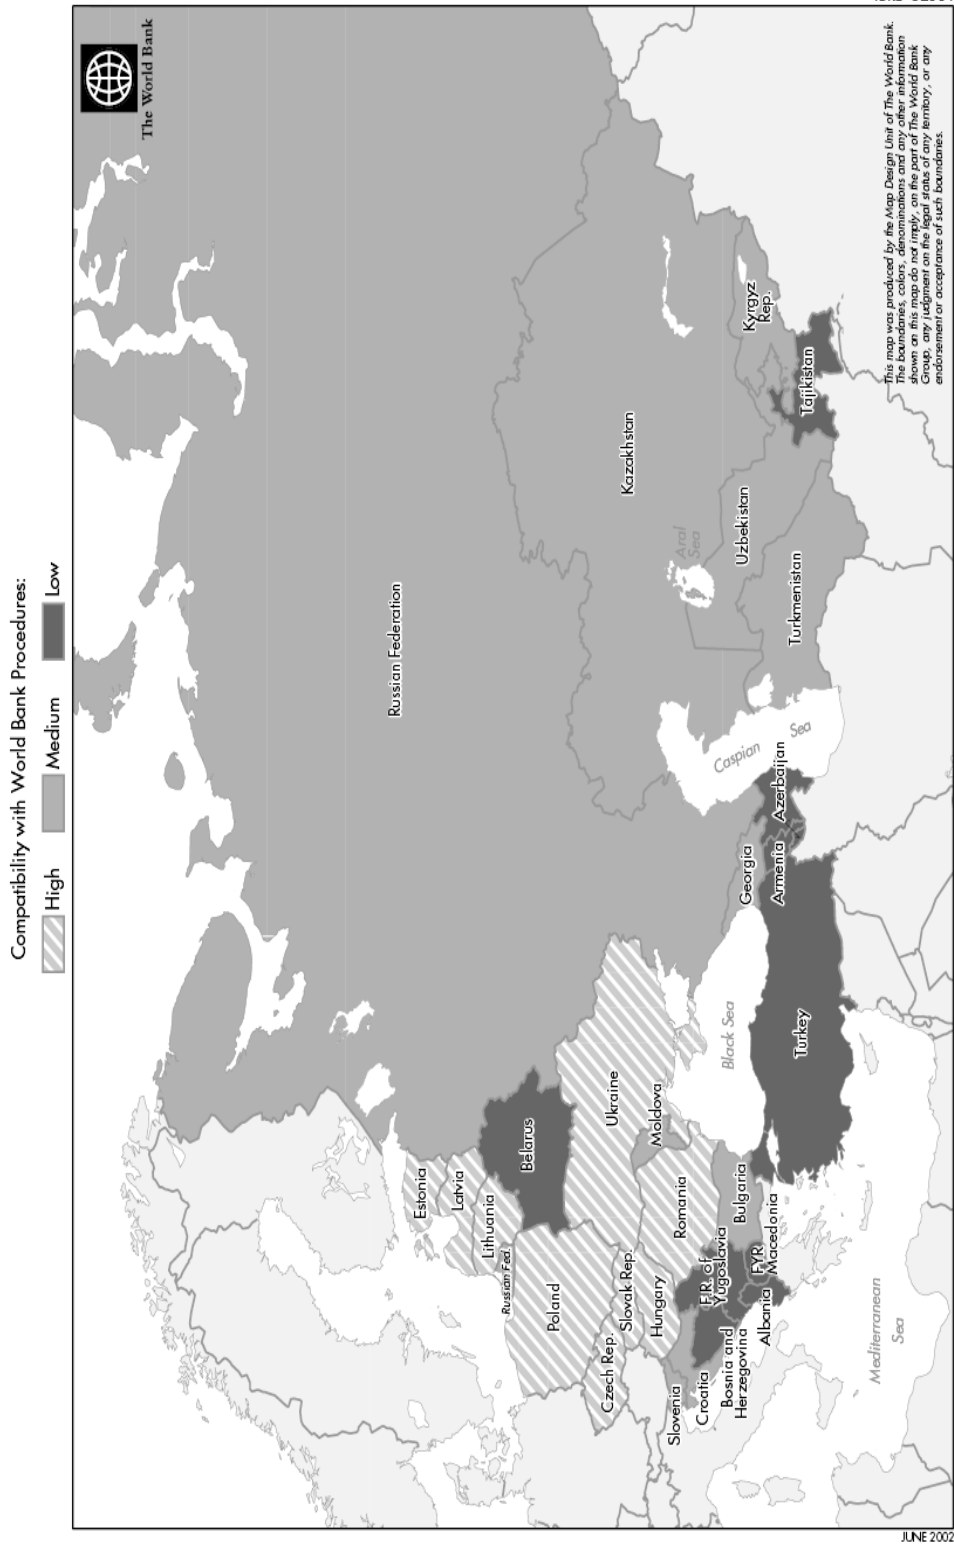 Compatibility with World Bank Procedures:
High
Medium
Low
The World Bank
Russian Federation
Estonia
Latvia
Lithuania
Russian Fed.
Belarus
Poland
Czech Rep.
Slovak Rep.
Hungary
Ukraine
Moldova
Romania
Slovenia
Croatia
Bosnia and
Herzegovina
F.R. of
Yugoslavia
Bulgaria
FYR
Macedonia
Albania
Black Sea
Turkey
Georgia
Armenia
Azerbaijan
Caspian
Sea
Kazakhstan
Aral
Sea
Uzbekistan
Turkmenistan
Kyrgyz
Rep.
Tajikistan
Mediterranean
Sea
This map was produced by the Map Design Unit of The World Bank.
The boundaries, colors, denominations and any other information
shown on this map do not imply, on the part of The World Bank
Group, any judgment on the legal status of any territory, or any
endorsement or acceptance of such boundaries.
JUNE 2002